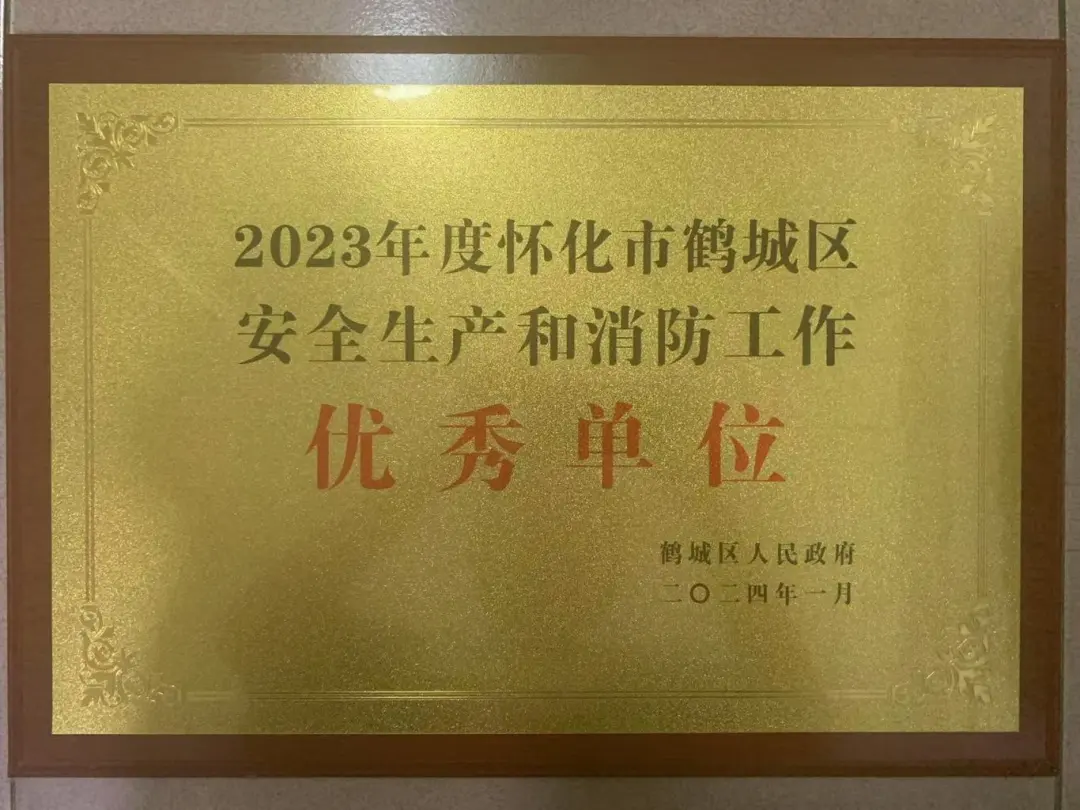 2023年度怀化市鹤城区
安全生产和消防工作
优秀单位
鹤城区人民政府
二〇二四年一月